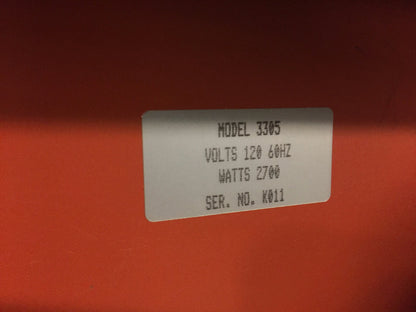 MODEL 3305
VOLTS 120 60HZ
WATTS 2700
SER. NO. K011